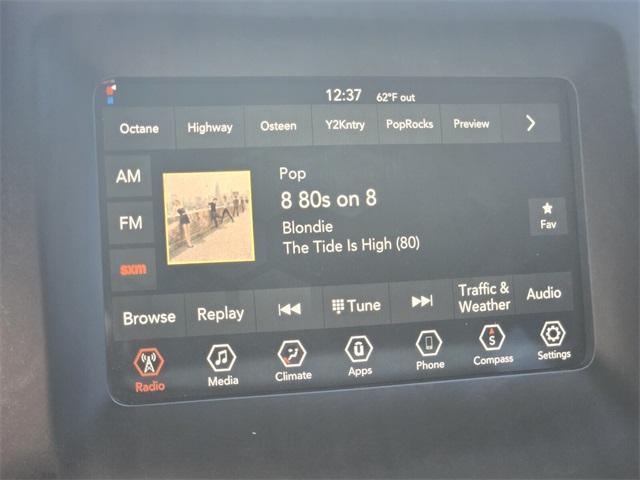 12:37 62°F out
Octane Highway Osteen Y2Kntry PopRocks Preview
AM
FM
sxm
Pop
8 80s on 8
Blondie
The Tide Is High (80)
Fav
Browse Replay Tune Traffic & Weather Audio
Radio Media Climate Apps Phone S Compass Settings